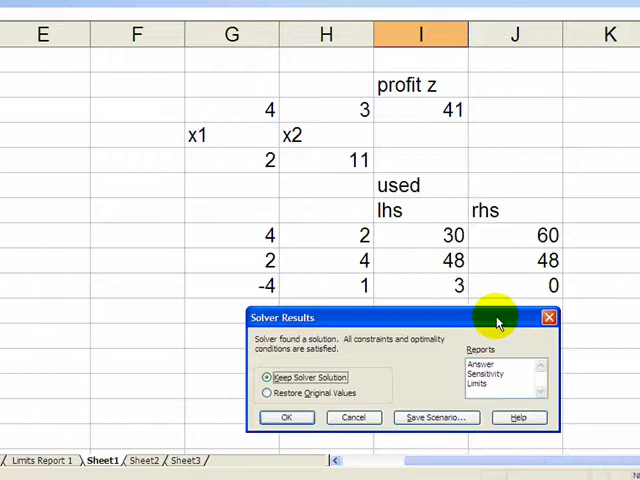 E F G H I J K
profit z
4 3 41
x1 x2
2 11
used
lhs rhs
4 2 30 60
2 4 48 48
-4 1 3 0
Solver Results
Solver found a solution. All constraints and optimality
conditions are satisfied.
Reports
Answer
Sensitivity
Limits
Keep Solver Solution
Restore Original Values
OK Cancel Save Scenario... Help
Limits Report 1 Sheet1 Sheet2 Sheet3